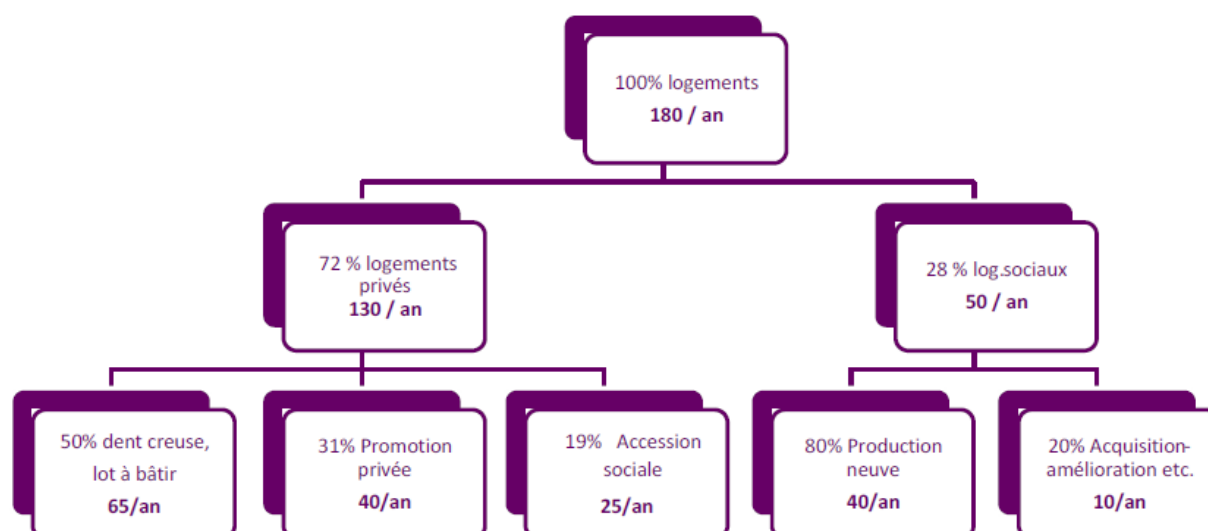 100% logements
180 / an
72 % logements
privés
130 / an
28 % log.sociaux
50 / an
50% dent creuse,
lot à bâtir
65/an
31% Promotion
privée
40/an
19% Accession
sociale
25/an
80% Production
neuve
40/an
20% Acquisition-
amélioration etc.
10/an